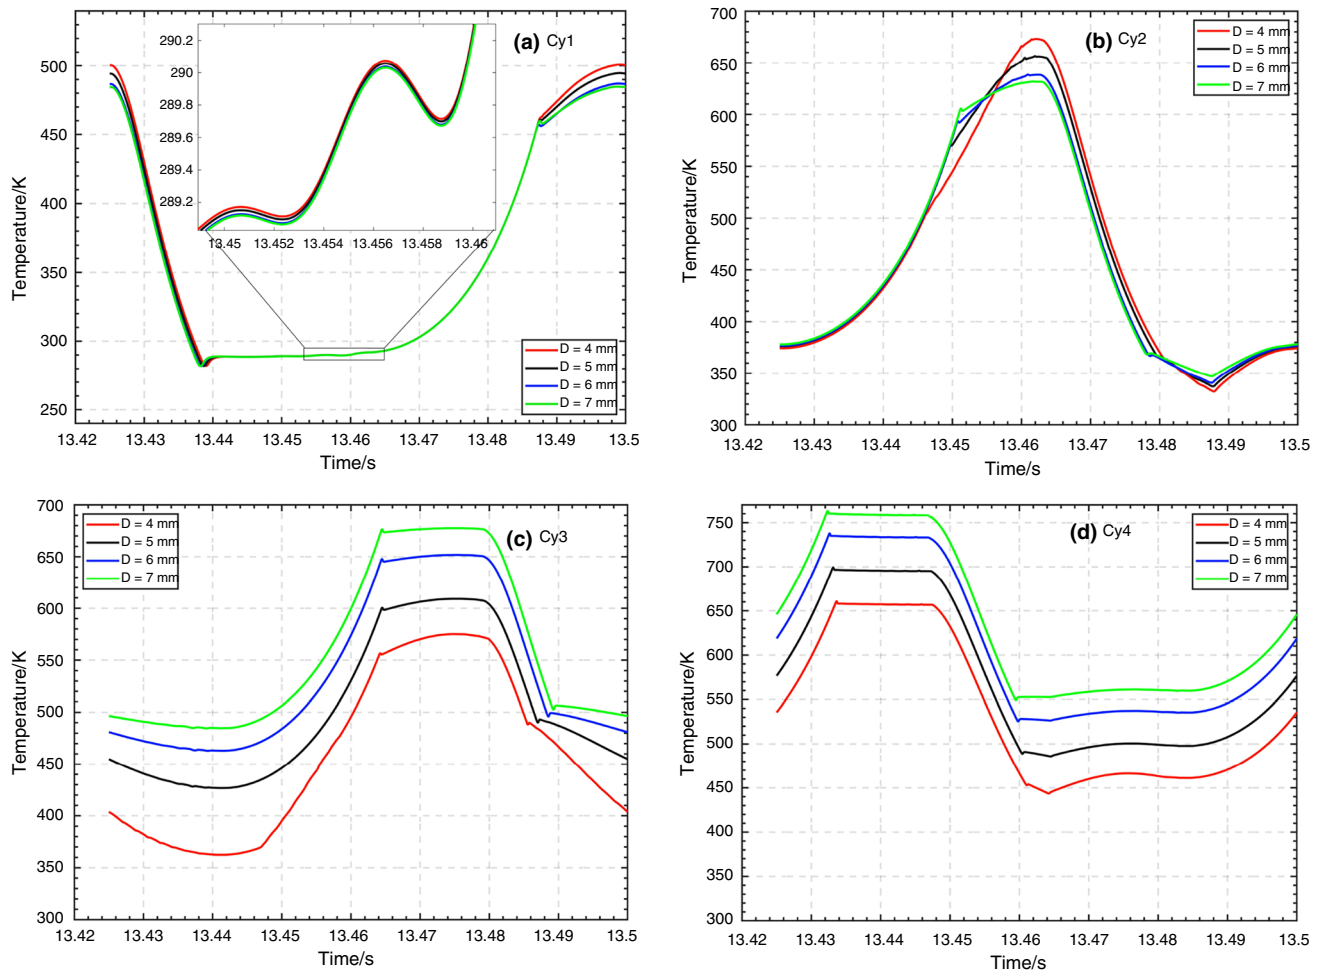 (a) Cy1
Temperature/K
500
450
400
350
300
250
290.2
290
289.8
289.6
289.4
289.2
13.45 13.452 13.454 13.456 13.458 13.46
D = 4 mm
D = 5 mm
D = 6 mm
D = 7 mm
13.42 13.43 13.44 13.45 13.46 13.47 13.48 13.49 13.5
Time/s
(b) Cy2
Temperature/K
700
650
600
550
500
450
400
350
300
D = 4 mm
D = 5 mm
D = 6 mm
D = 7 mm
13.42 13.43 13.44 13.45 13.46 13.47 13.48 13.49 13.5
Time/s
(c) Cy3
Temperature/K
700
650
600
550
500
450
400
350
300
D = 4 mm
D = 5 mm
D = 6 mm
D = 7 mm
13.42 13.43 13.44 13.45 13.46 13.47 13.48 13.49 13.5
Time/s
(d) Cy4
Temperature/K
750
700
650
600
550
500
450
400
350
300
D = 4 mm
D = 5 mm
D = 6 mm
D = 7 mm
13.42 13.43 13.44 13.45 13.46 13.47 13.48 13.49 13.5
Time/s